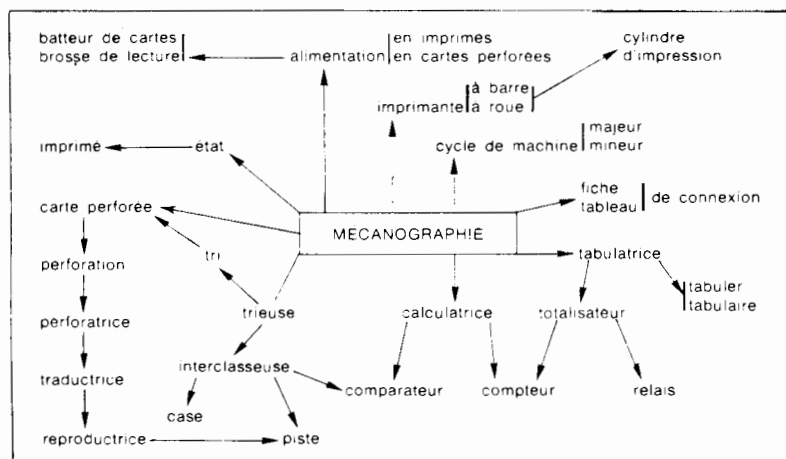 batteur de cartes
brosse de lecture
alimentation
en imprimés
en cartes perforées
cylindre
d'impression
imprimante
à barre
à roue
imprimé
état
cycle de machine
majeur
mineur
carte perforée
fiche
tableau
de connexion
MÉCANOGRAPHIE
perforation
tri
tabulatrice
tabuler
tabulaire
perforatrice
trieuse
calculatrice
totalisateur
interclasseuse
traductrice
comparateur
compteur
relais
case
reproductrice
piste